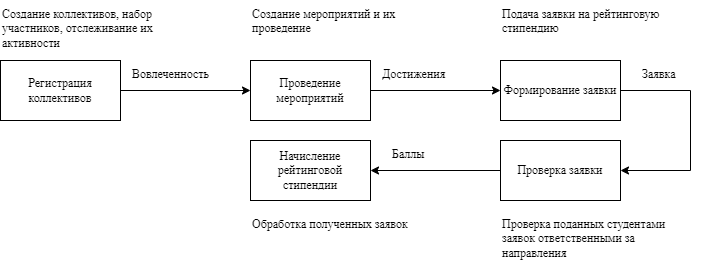 Создание коллективов, набор
участников, отслеживание их
активности
Создание мероприятий и их
проведение
Подача заявки на рейтинговую
стипендию
Регистрация
коллективов
Вовлеченность
Проведение
мероприятий
Достижения
Формирование заявки
Заявка
Начисление
рейтинговой
стипендии
Баллы
Проверка заявки
Обработка полученных заявок
Проверка поданных студентами
заявок ответственными за
направления